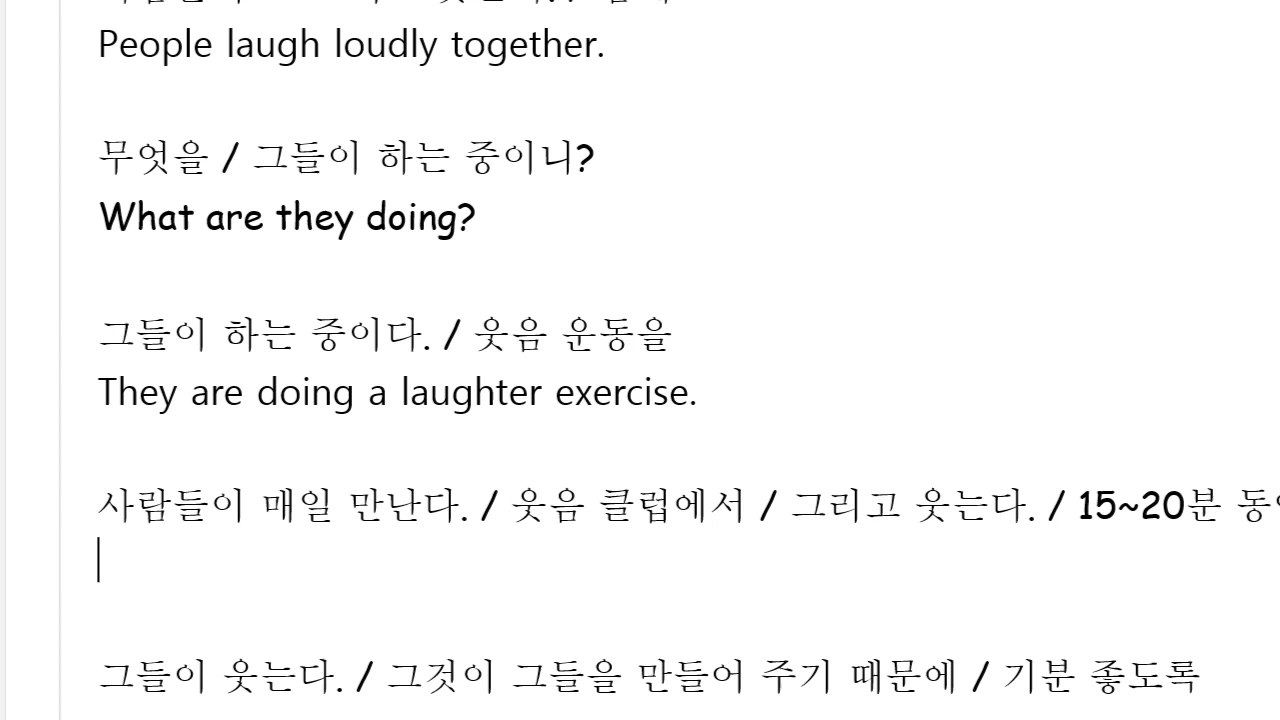 People laugh loudly together.
무엇을 / 그들이 하는 중이니?
What are they doing?
그들이 하는 중이다. / 웃음 운동을
They are doing a laughter exercise.
사람들이 매일 만난다. / 웃음 클럽에서 / 그리고 웃는다. / 15~20분
그들이 웃는다. / 그것이 그들을 만들어 주기 때문에 / 기분 좋도록